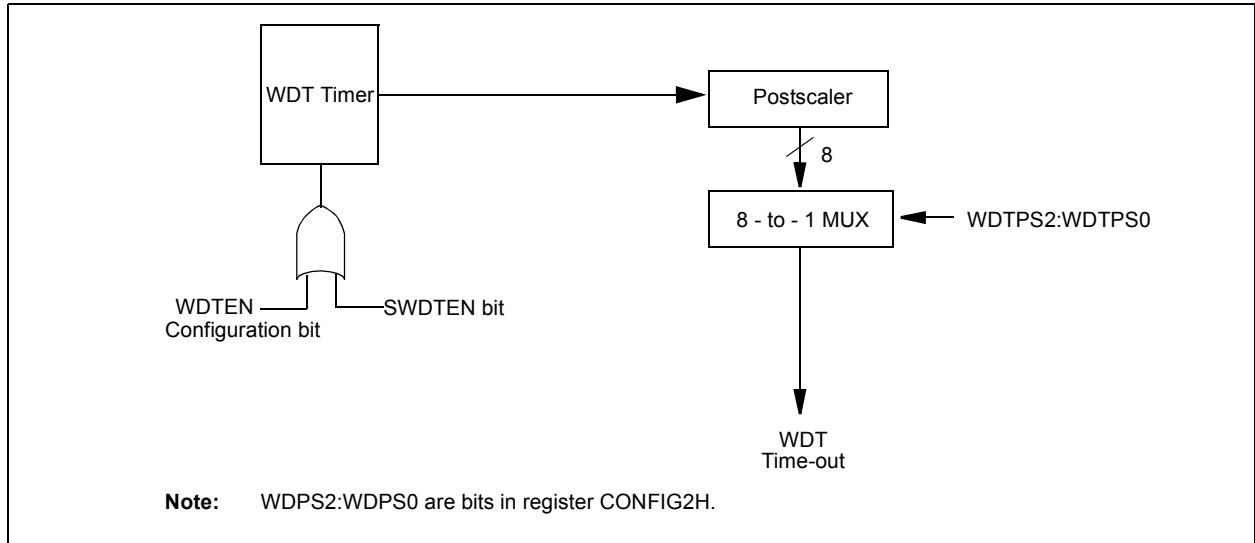 WDT Timer
Postscaler
8
8 - to - 1 MUX
WDTPS2:WDTPS0
WDTEN
SWDTEN bit
Configuration bit
WDT
Time-out
Note: WDPS2:WDPS0 are bits in register CONFIG2H.